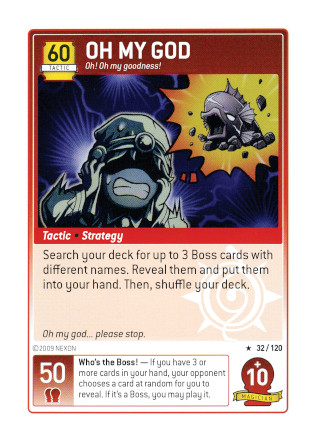 60
TACTIC
OH MY GOD
Oh! Oh my goodness!
Tactic • Strategy
Search your deck for up to 3 Boss cards with
different names. Reveal them and put them
into your hand. Then, shuffle your deck.
Oh my god... please stop.
©2009 NEXON
★ 32/120
50
Who's the Boss! — If you have 3 or
more cards in your hand, your opponent
chooses a card at random for you to
reveal. If it's a Boss, you may play it.
+
10
MAGICIAN